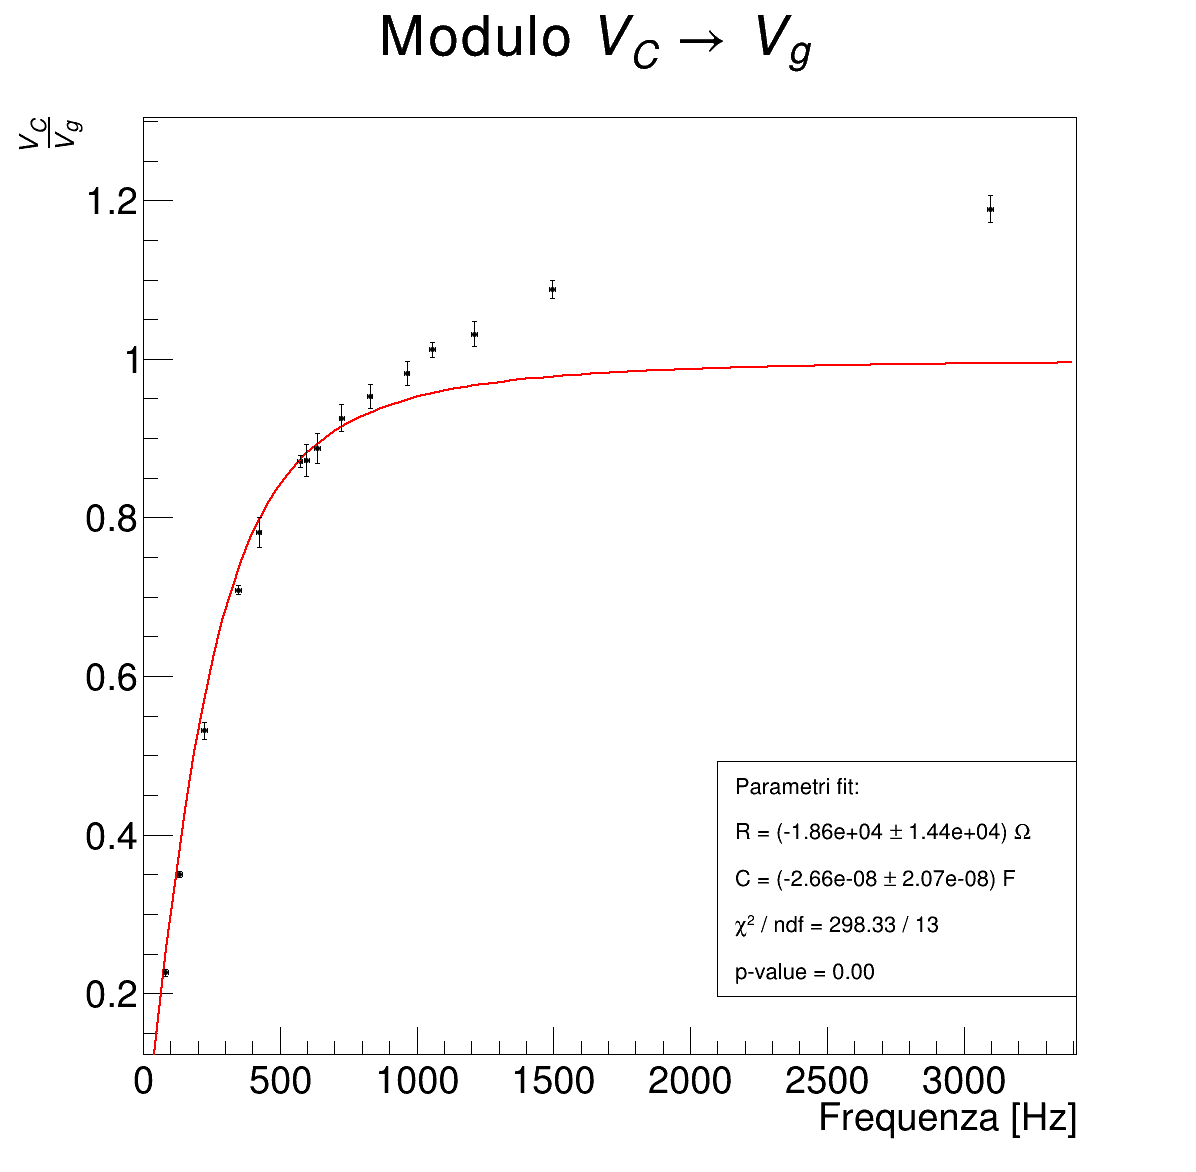 Modulo V_C → V_g
V_C
V_g
1.2
1
0.8
0.6
0.4
0.2
Parametri fit:
R = (-1.86e+04 ± 1.44e+04) Ω
C = (-2.66e-08 ± 2.07e-08) F
χ² / ndf = 298.33 / 13
p-value = 0.00
0 500 1000 1500 2000 2500 3000
Frequenza [Hz]